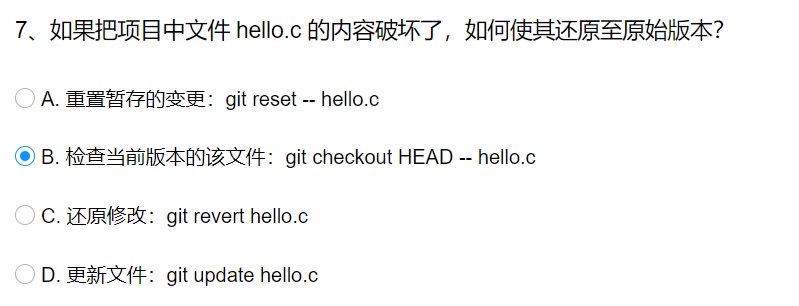 7、如果把项目中文件 hello.c 的内容破坏了，如何使其还原至原始版本？
A. 重置暂存的变更：git reset -- hello.c
B. 检查当前版本的该文件：git checkout HEAD -- hello.c
C. 还原修改：git revert hello.c
D. 更新文件：git update hello.c